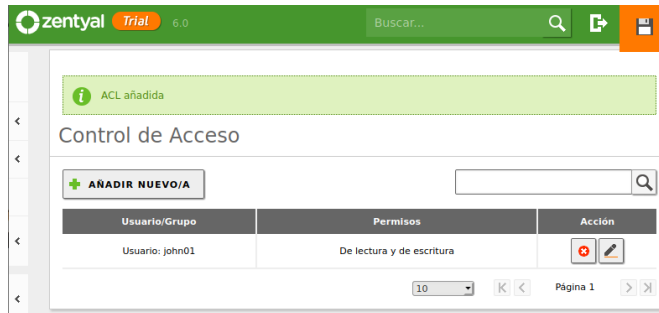 zentyal Trial 6.0 Buscar...
ACL añadida
Control de Acceso
AÑADIR NUEVO/A
Usuario/Grupo Permisos Acción
Usuario: john01 De lectura y de escritura
10 Página 1